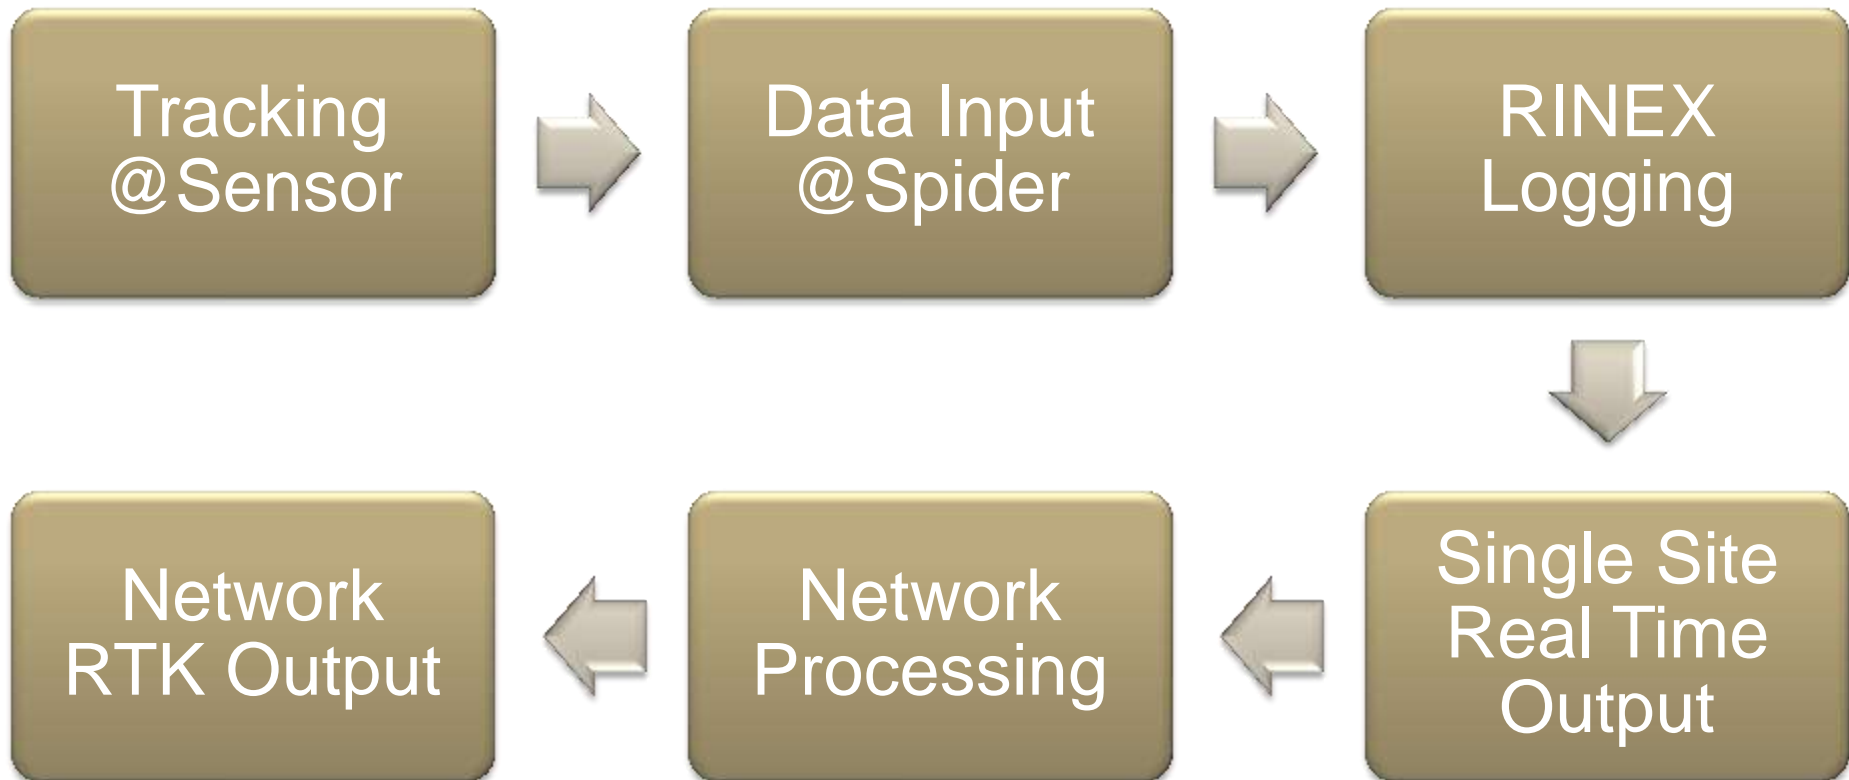 Tracking
@Sensor
Data Input
@Spider
RINEX
Logging
Single Site
Real Time
Output
Network
Processing
Network
RTK Output